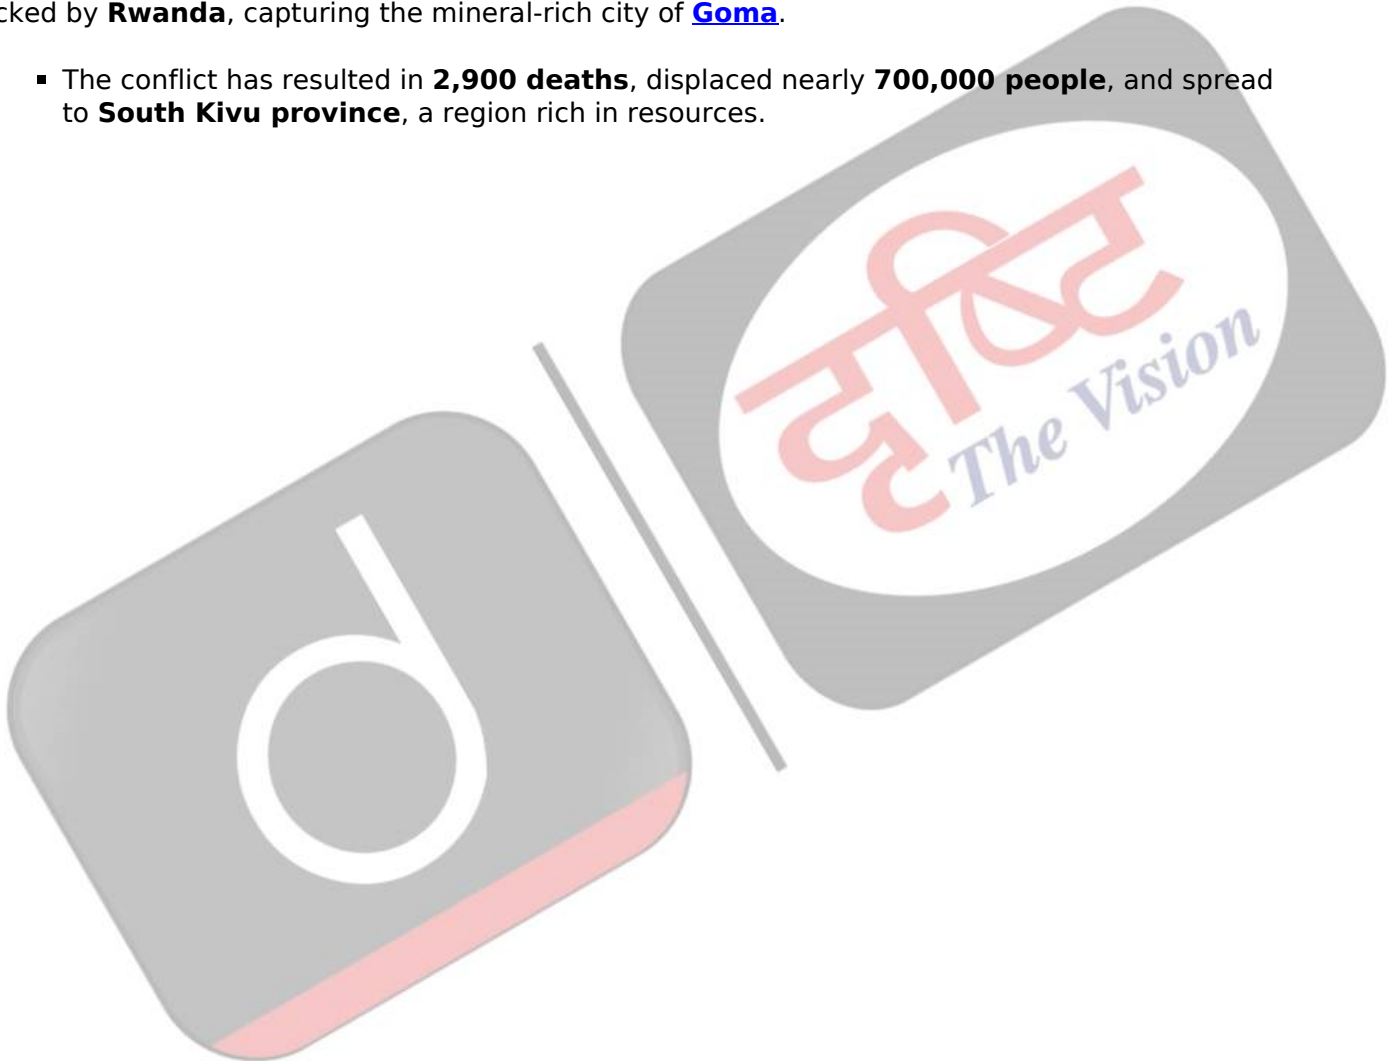 cked by Rwanda, capturing the mineral-rich city of Goma.
▪ The conflict has resulted in 2,900 deaths, displaced nearly 700,000 people, and spread
to South Kivu province, a region rich in resources.
दृष्टि
The Vision
d